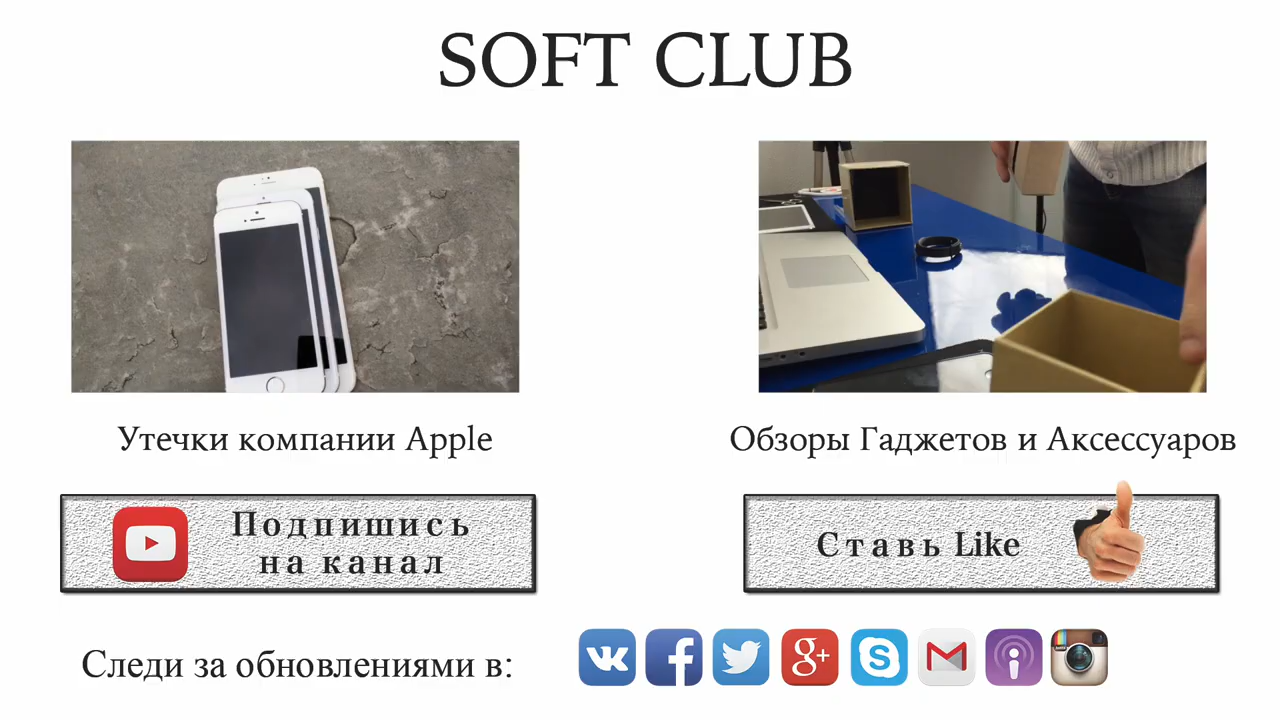 SOFT CLUB
Утечки компании Apple
Обзоры Гаджетов и Аксессуаров
Подпишись
на канал
Ставь Like
Следи за обновлениями в: